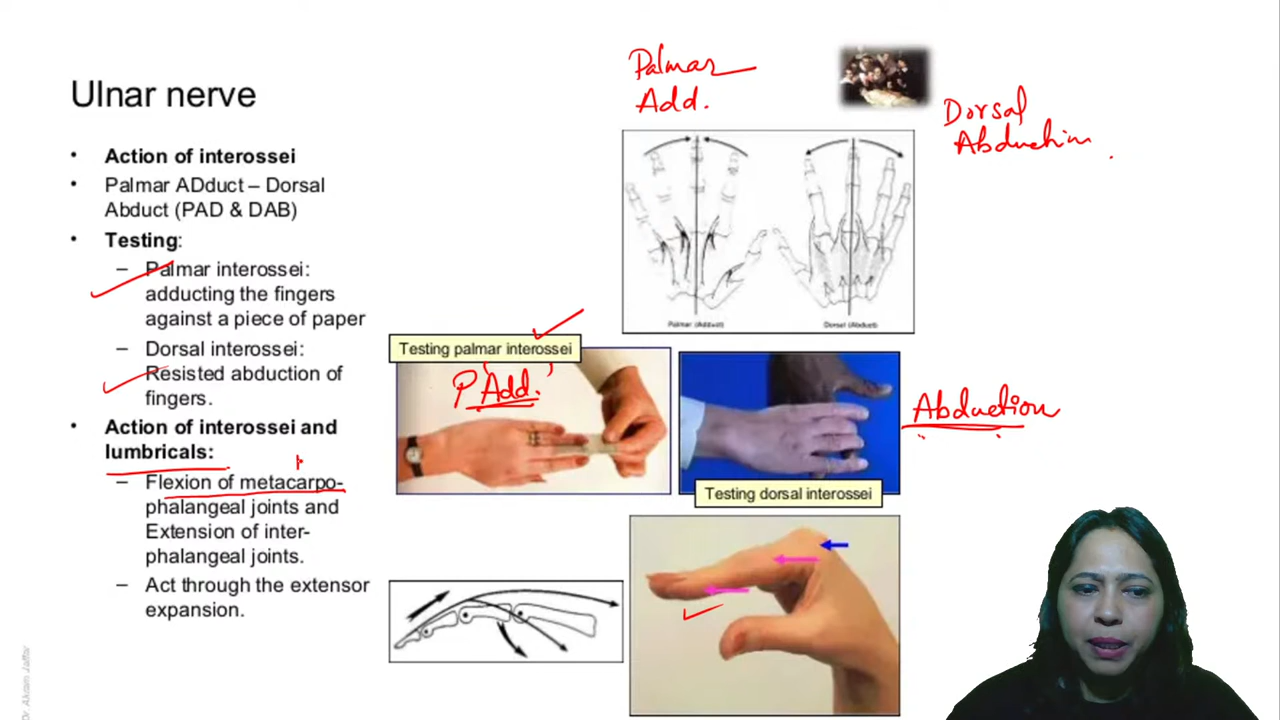 Ulnar nerve
• Action of interossei
• Palmar ADduct – Dorsal
Abduct (PAD & DAB)
• Testing:
– Palmar interossei:
adducting the fingers
against a piece of paper
– Dorsal interossei:
Resisted abduction of
fingers.
• Action of interossei and
lumbricals:
– Flexion of metacarpo-
phalangeal joints and
Extension of inter-
phalangeal joints.
– Act through the extensor
expansion.
Palmar
Add.
Dorsal
Abduction
Palmar (Adduct)
Dorsal (Abduct)
Testing palmar interossei
P Add.
Abduction
Testing dorsal interossei
Dr. Akram Jaffar